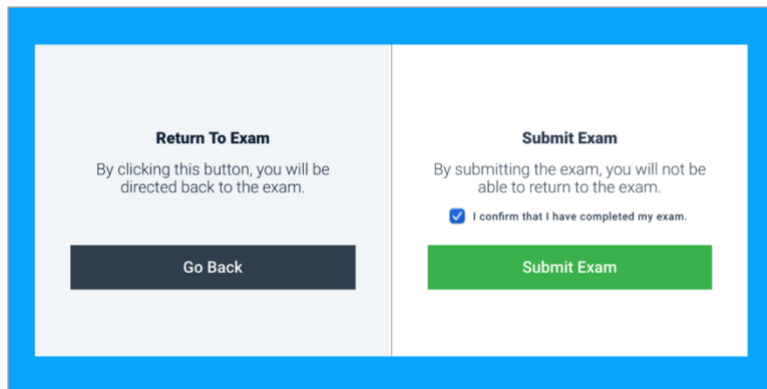 Return To Exam
By clicking this button, you will be
directed back to the exam.
Go Back
Submit Exam
By submitting the exam, you will not be
able to return to the exam.
I confirm that I have completed my exam.
Submit Exam